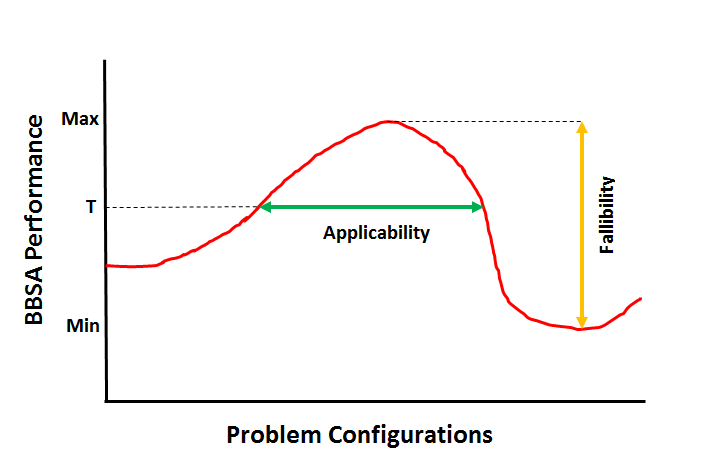 Max
T
Min
BBSA Performance
Applicability
Fallibility
Problem Configurations